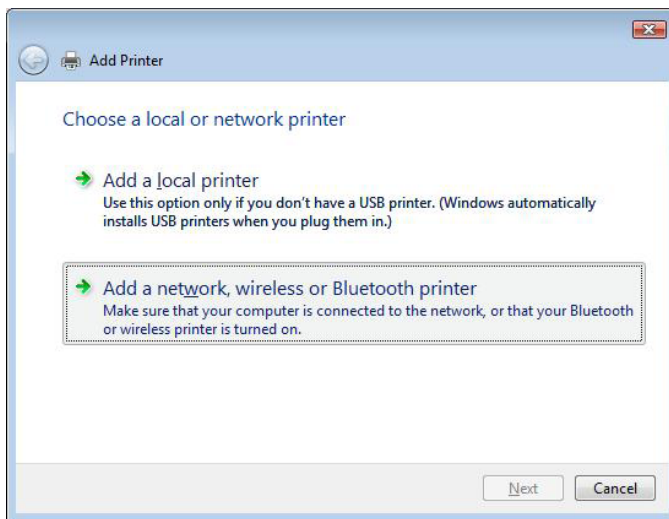 Add Printer
Choose a local or network printer
Add a local printer
Use this option only if you don't have a USB printer. (Windows automatically
installs USB printers when you plug them in.)
Add a network, wireless or Bluetooth printer
Make sure that your computer is connected to the network, or that your Bluetooth
or wireless printer is turned on.
Next Cancel